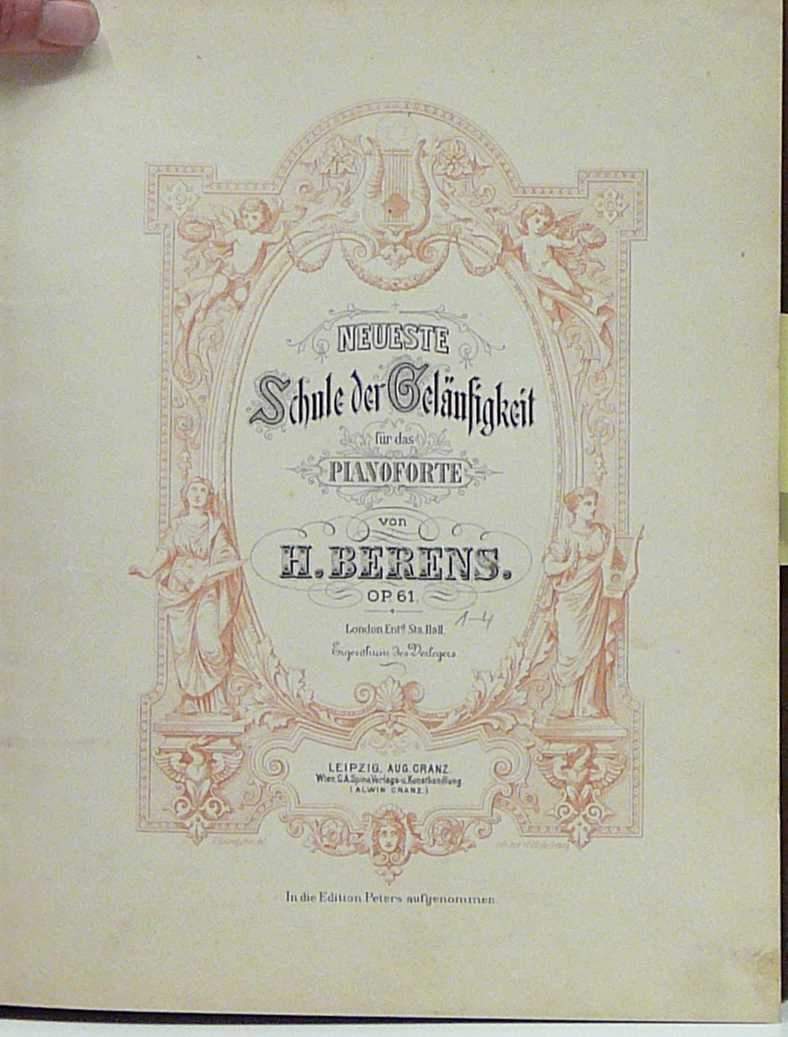 NEUESTE
Schule der Geläufigkeit
für das
PIANOFORTE
von
H. BERENS.
OP. 61.
1-4
London Entd. Sta. Hall.
Eigenthum des Verlegers
LEIPZIG, AUG. CRANZ.
Wien, C.A. Spina, Verlags-u. Kunsthandlung
(ALWIN CRANZ.)
In die Edition Peters aufgenommen